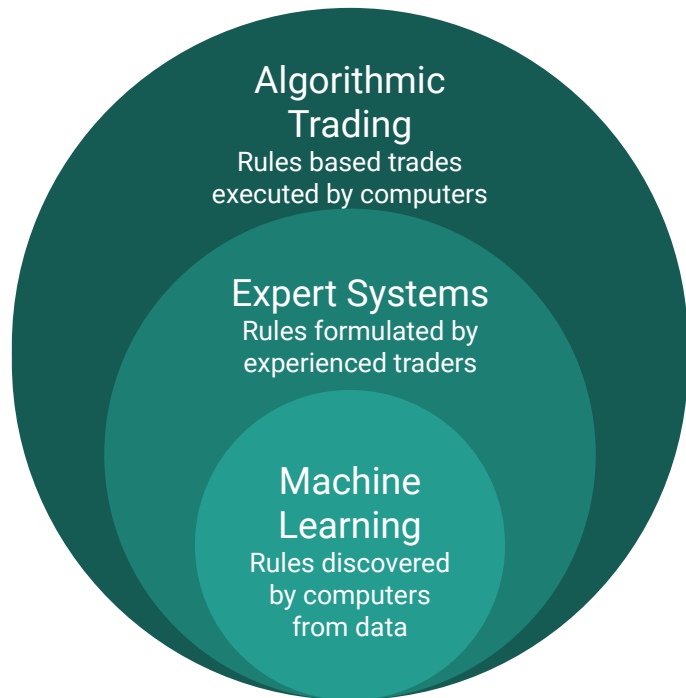 Algorithmic
Trading
Rules based trades
executed by computers
Expert Systems
Rules formulated by
experienced traders
Machine
Learning
Rules discovered
by computers
from data